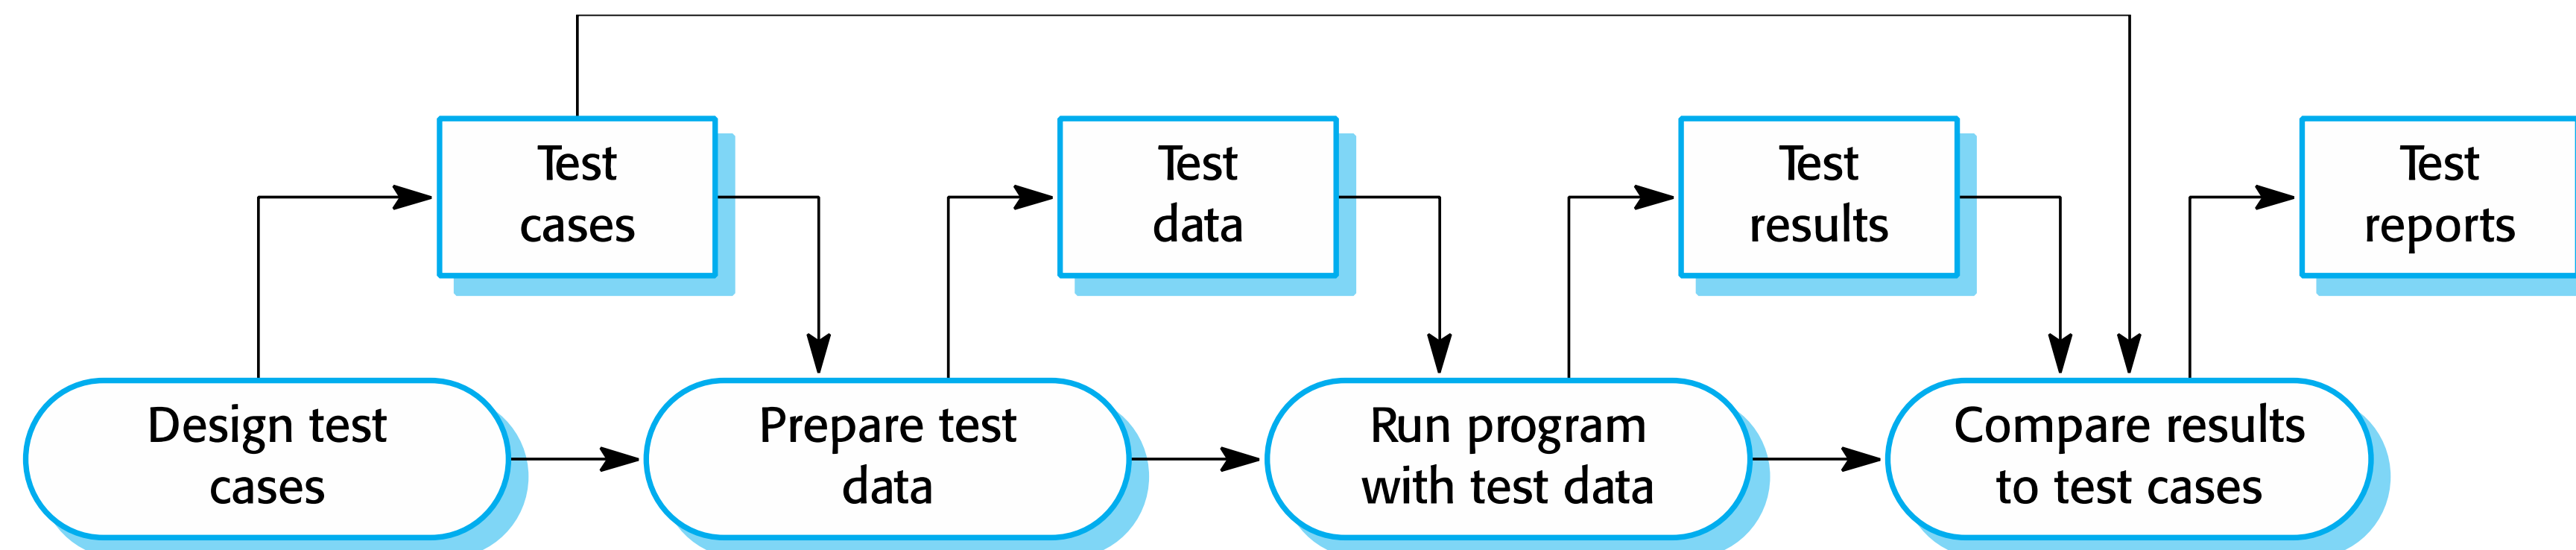 Test
cases
Test
data
Test
results
Test
reports
Design test
cases
Prepare test
data
Run program
with test data
Compare results
to test cases